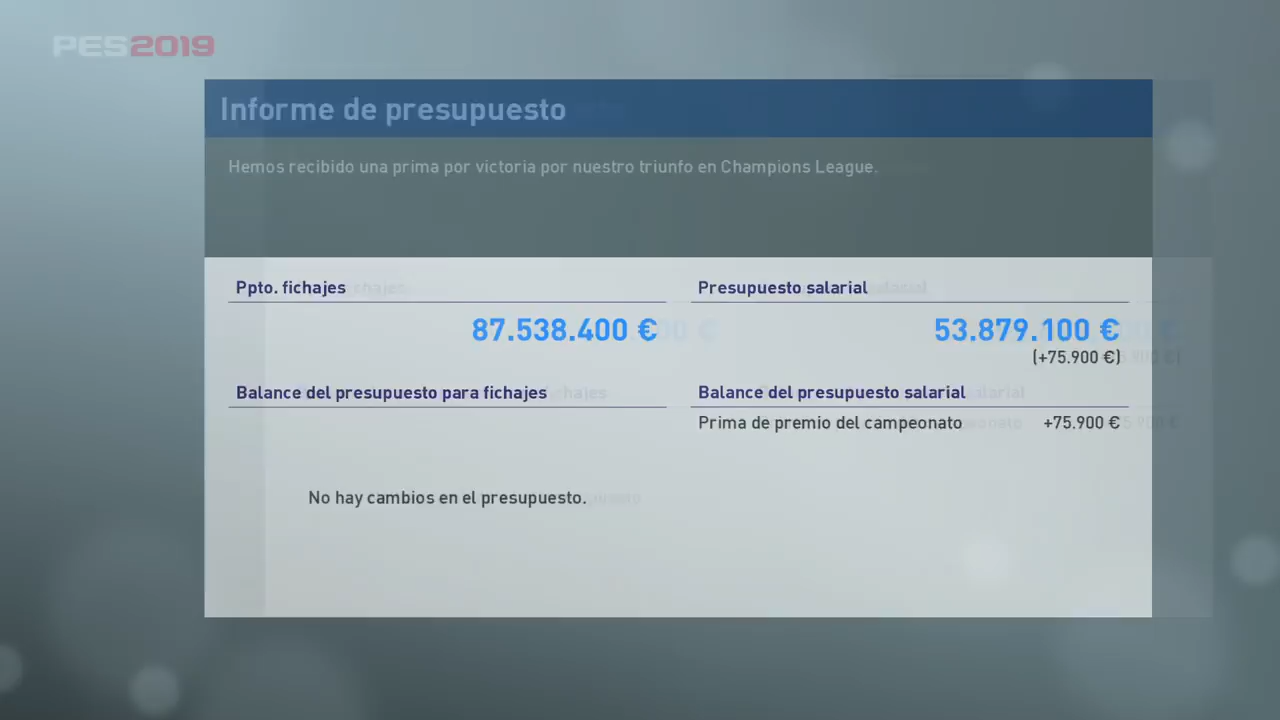 PES2019
Informe de presupuesto
Hemos recibido una prima por victoria por nuestro triunfo en Champions League.
Ppto. fichajes
Presupuesto salarial
87.538.400 €
53.879.100 €
(+75.900 €)
Balance del presupuesto para fichajes
Balance del presupuesto salarial
Prima de premio del campeonato
+75.900 €
No hay cambios en el presupuesto.